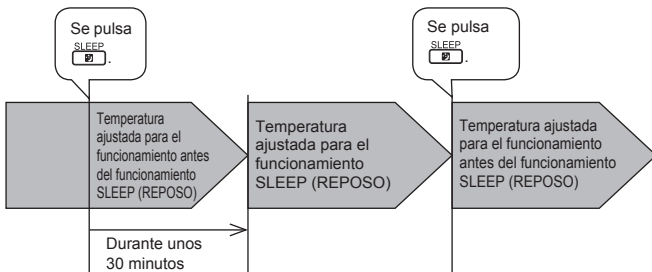 Se pulsa
SLEEP
.
Se pulsa
SLEEP
.
Temperatura
ajustada para el
funcionamiento antes
del funcionamiento
SLEEP (REPOSO)
Temperatura
ajustada para el
funcionamiento
SLEEP (REPOSO)
Temperatura ajustada
para el funcionamiento
antes del funcionamiento
SLEEP (REPOSO)
Durante unos
30 minutos